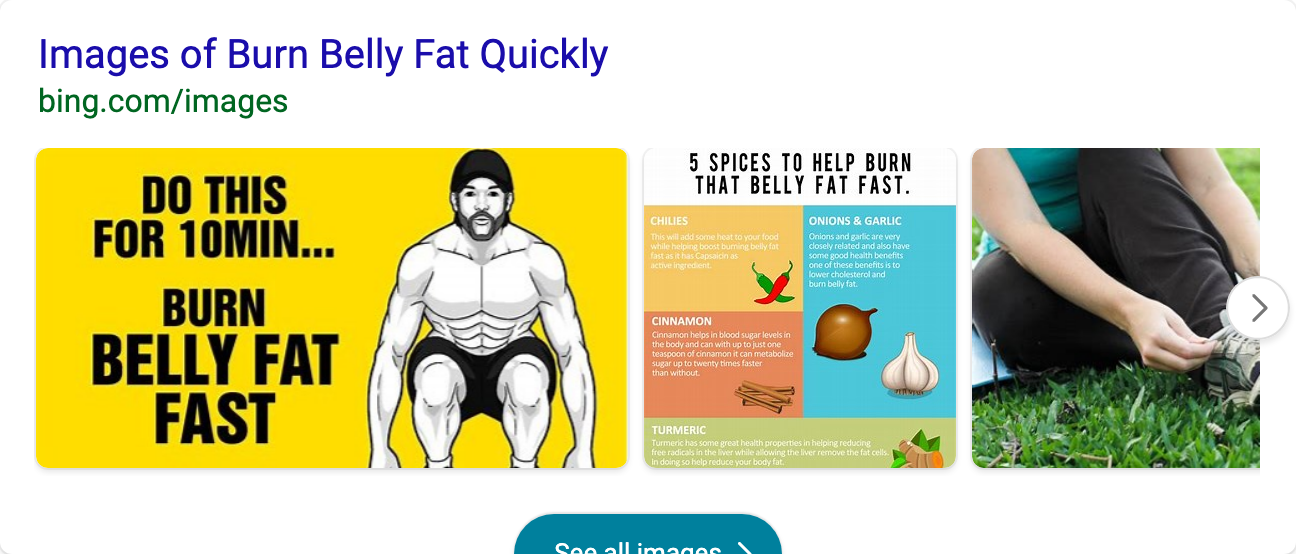 Images of Burn Belly Fat Quickly
bing.com/images
DO THIS
FOR 10MIN...
BURN
BELLY FAT
FAST
5 SPICES TO HELP BURN
THAT BELLY FAT FAST.
CHILIES
This will add some heat to your food
while helping boost burning belly fat
fast as it has Capsaicin as
active ingredient.
ONIONS & GARLIC
Onions and garlic are very
closely related and also have
some good health benefits
one of these benefits is to
lower cholesterol and
burn belly fat.
CINNAMON
Cinnamon helps in blood sugar levels in
the body and can with up to just one
teaspoon of cinnamon it can metabolize
sugar up to twenty times faster
than without.
TURMERIC
Turmeric has some great health properties in helping reducing
free radicals in the liver while allowing the liver remove the fat cells.
In doing so help reduce your body fat.
See all images